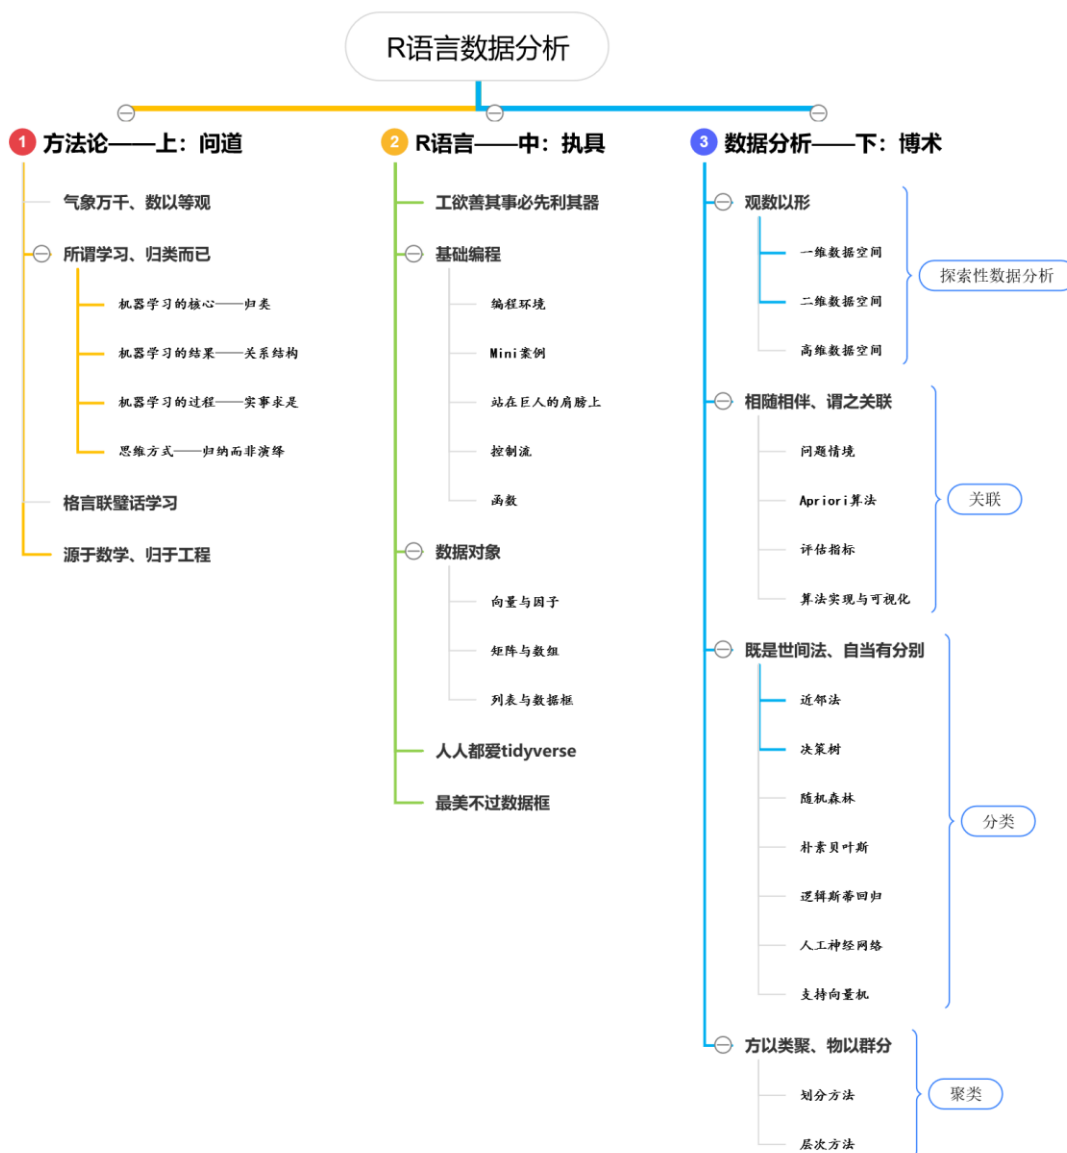 R语言数据分析
1 方法论——上：问道
气象万千、数以等观
所谓学习、归类而已
机器学习的核心——归类
机器学习的结果——关系结构
机器学习的过程——实事求是
思维方式——归纳而非演绎
格言联璧话学习
源于数学、归于工程
2 R语言——中：执具
工欲善其事必先利其器
基础编程
编程环境
Mini案例
站在巨人的肩膀上
控制流
函数
数据对象
向量与因子
矩阵与数组
列表与数据框
人人都爱tidyverse
最美不过数据框
3 数据分析——下：博术
观数以形
一维数据空间
二维数据空间
高维数据空间
探索性数据分析
相随相伴、谓之关联
问题情境
Apriori算法
评估指标
算法实现与可视化
关联
既是世间法、自当有分别
近邻法
决策树
随机森林
朴素贝叶斯
逻辑斯蒂回归
人工神经网络
支持向量机
分类
方以类聚、物以群分
划分方法
层次方法
聚类